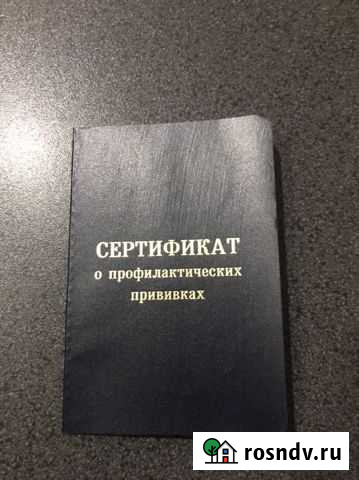 СЕРТИФИКАТ
о профилактических
прививках
rosndv.ru